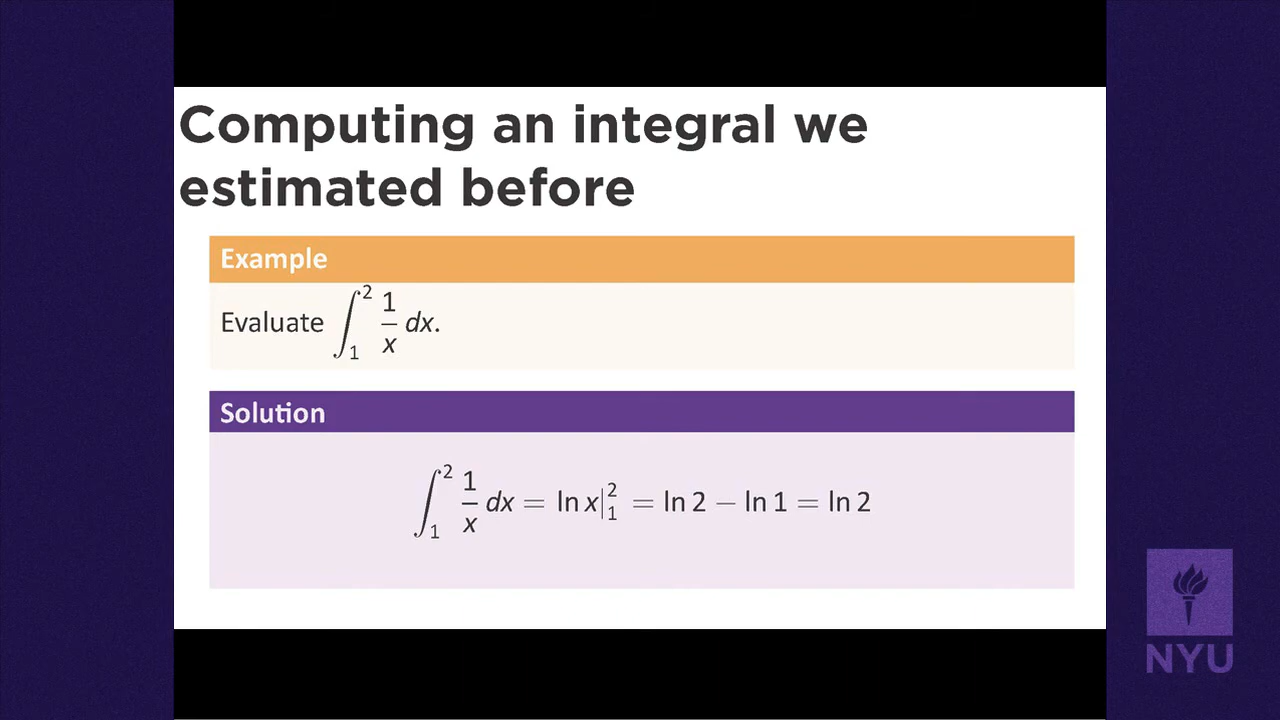 Computing an integral we
estimated before
Example
Evaluate ∫₁² 1/x dx.
Solution
∫₁² 1/x dx = ln x|₁² = ln 2 − ln 1 = ln 2
NYU